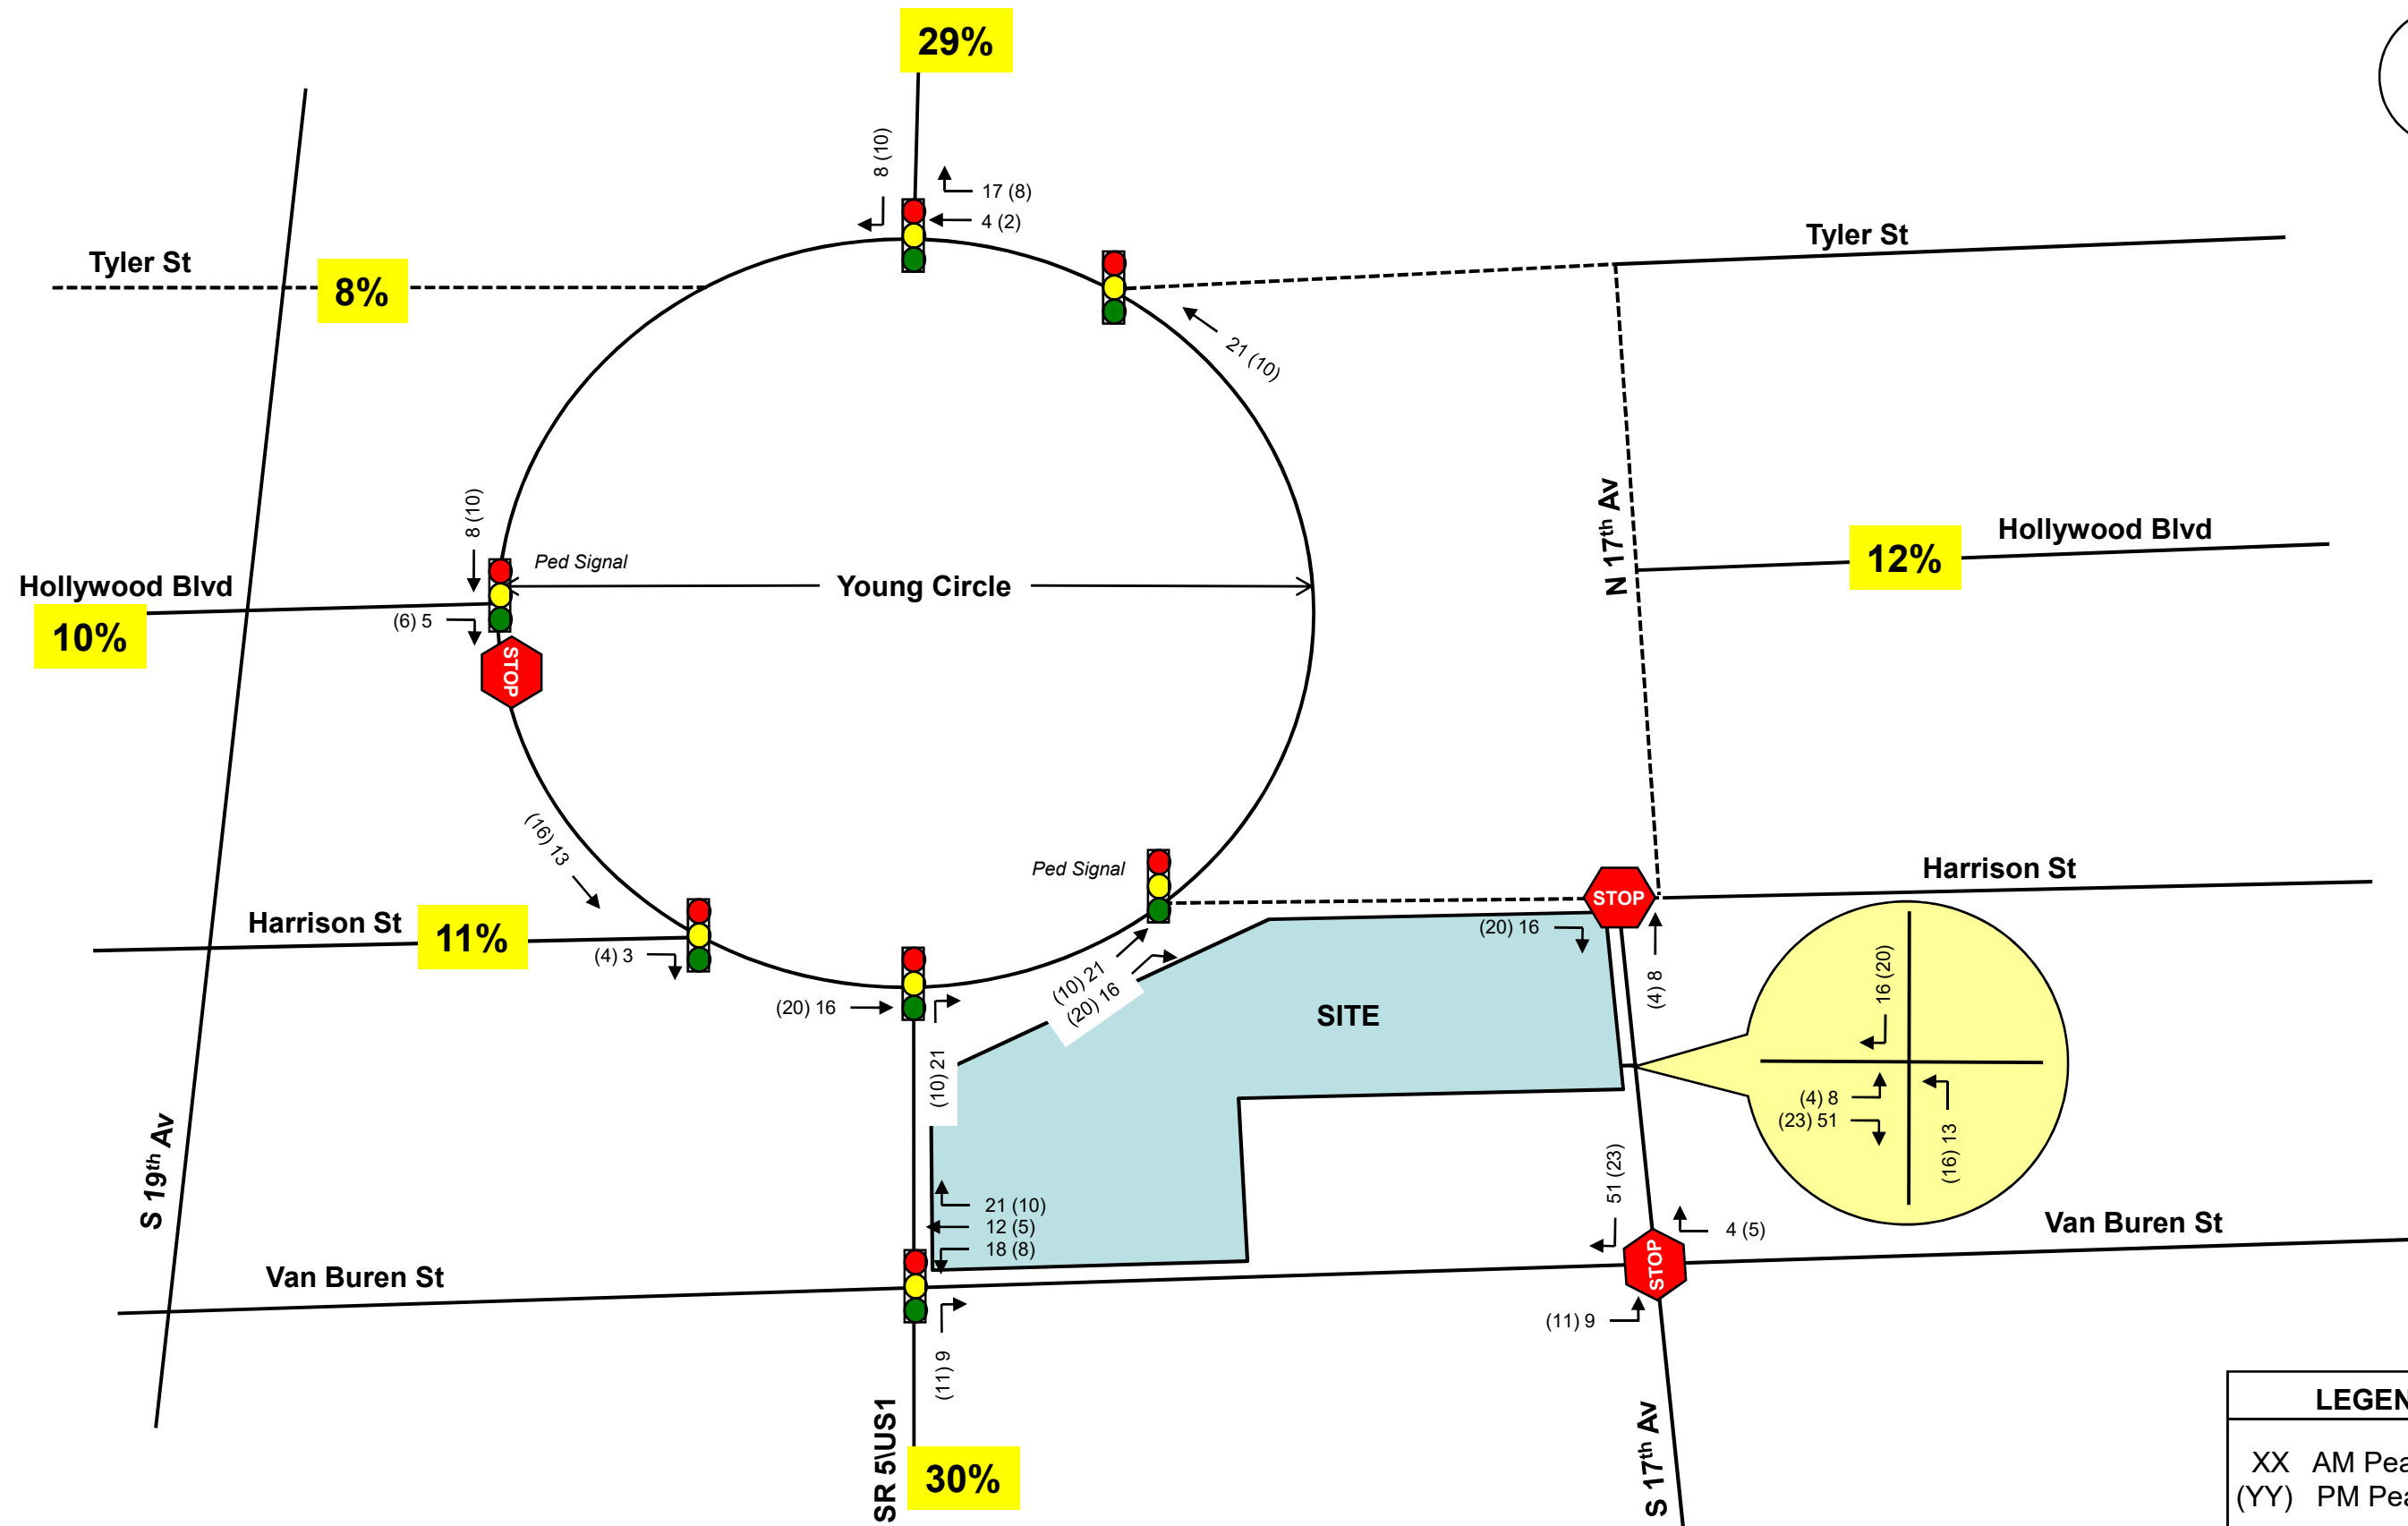 29%
8 (10)
17 (8)
4 (2)
Tyler St
8%
Tyler St
21 (10)
8 (10)
Ped Signal
Hollywood Blvd
10%
(6) 5
STOP
Young Circle
N 17th Av
12%
Hollywood Blvd
(16) 13
Harrison St
11%
(4) 3
Ped Signal
(20) 16
(10) 21
(20) 16
(10) 21
SITE
(20) 16
STOP
Harrison St
(4) 8
16 (20)
(4) 8
(23) 51
(16) 13
S 19th Av
21 (10)
12 (5)
18 (8)
51 (23)
4 (5)
STOP
Van Buren St
Van Buren St
(11) 9
(11) 9
SR 5\US1
30%
S 17th Av
LEGEN
XX AM Pea
(YY) PM Pea